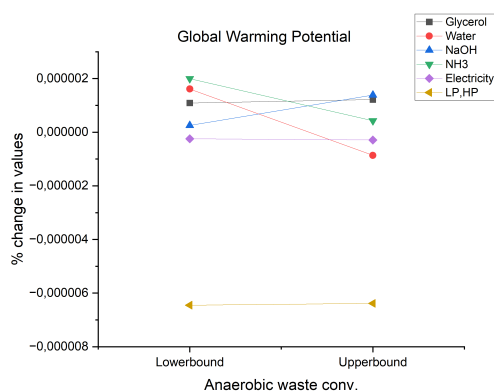 Global Warming Potential
Glycerol
Water
NaOH
NH3
Electricity
LP,HP
% change in values
0,000002
0,000000
−0,000002
−0,000004
−0,000006
−0,000008
Lowerbound
Upperbound
Anaerobic waste conv.